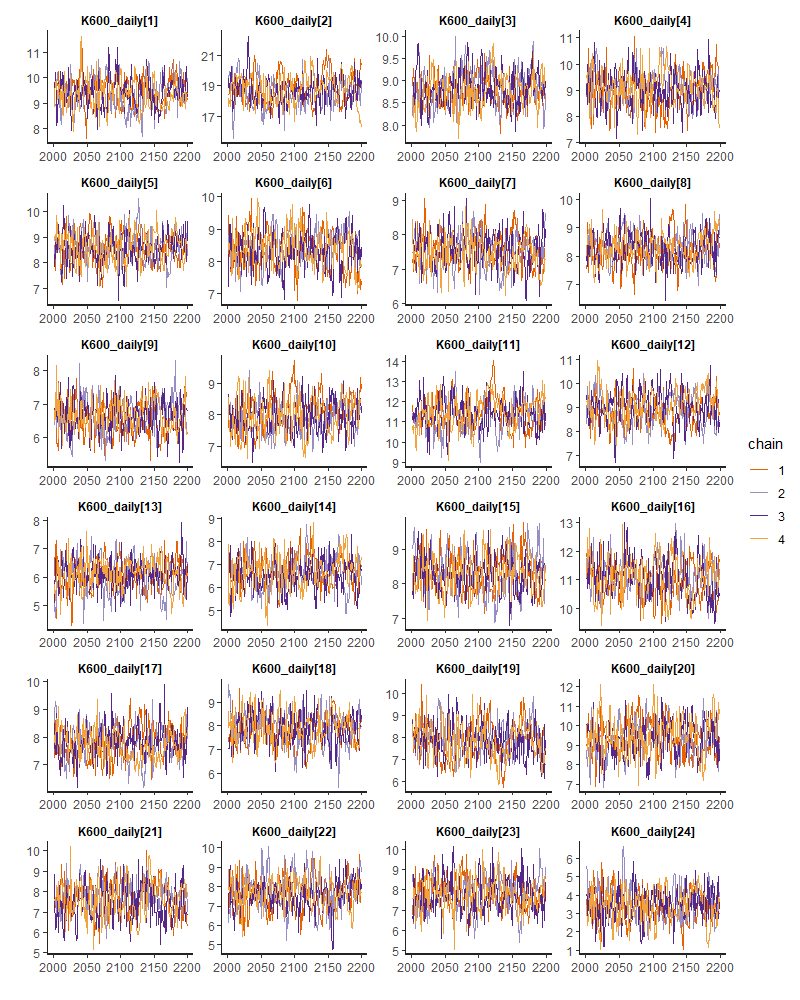 K600_daily[1] K600_daily[2] K600_daily[3] K600_daily[4]
11 10 9 8
21 19 17
10.0 9.5 9.0 8.5 8.0
11 10 9 8 7
2000 2050 2100 2150 2200 2000 2050 2100 2150 2200 2000 2050 2100 2150 2200 2000 2050 2100 2150 2200
K600_daily[5] K600_daily[6] K600_daily[7] K600_daily[8]
10 9 8 7
10 9 8 7
9 8 7 6
10 9 8 7
2000 2050 2100 2150 2200 2000 2050 2100 2150 2200 2000 2050 2100 2150 2200 2000 2050 2100 2150 2200
K600_daily[9] K600_daily[10] K600_daily[11] K600_daily[12]
8 7 6
9 8 7
14 13 12 11 10 9
11 10 9 8 7
2000 2050 2100 2150 2200 2000 2050 2100 2150 2200 2000 2050 2100 2150 2200 2000 2050 2100 2150 2200
K600_daily[13] K600_daily[14] K600_daily[15] K600_daily[16]
8 7 6 5
9 8 7 6 5
9 8 7
13 12 11 10
2000 2050 2100 2150 2200 2000 2050 2100 2150 2200 2000 2050 2100 2150 2200 2000 2050 2100 2150 2200
K600_daily[17] K600_daily[18] K600_daily[19] K600_daily[20]
10 9 8 7
9 8 7 6
10 9 8 7 6
12 11 10 9 8 7
2000 2050 2100 2150 2200 2000 2050 2100 2150 2200 2000 2050 2100 2150 2200 2000 2050 2100 2150 2200
K600_daily[21] K600_daily[22] K600_daily[23] K600_daily[24]
10 9 8 7 6 5
10 9 8 7 6 5
10 9 8 7 6 5
6 5 4 3 2 1
2000 2050 2100 2150 2200 2000 2050 2100 2150 2200 2000 2050 2100 2150 2200 2000 2050 2100 2150 2200
chain
1
2
3
4